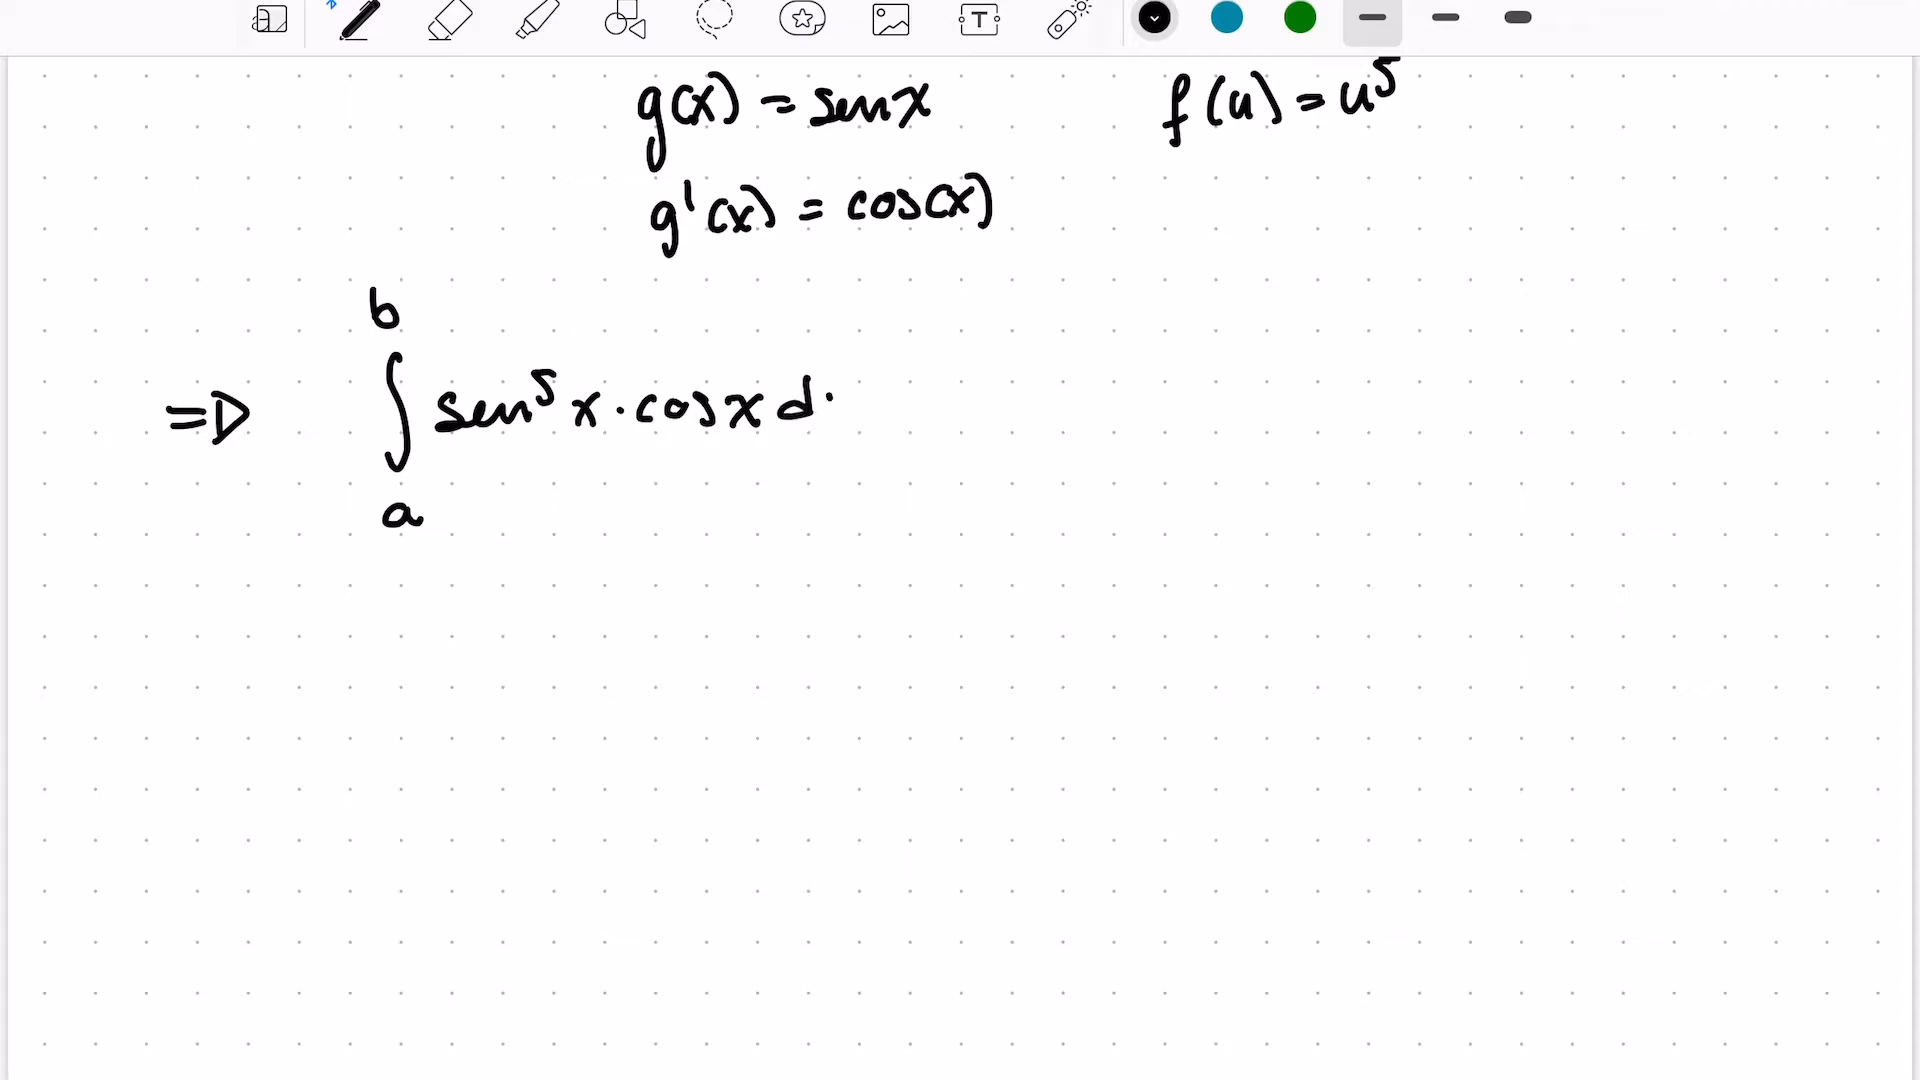 g(x) = sen x f(u) = u⁵
g'(x) = cos(x)
b
=> ∫ sen⁵ x · cos x d
a